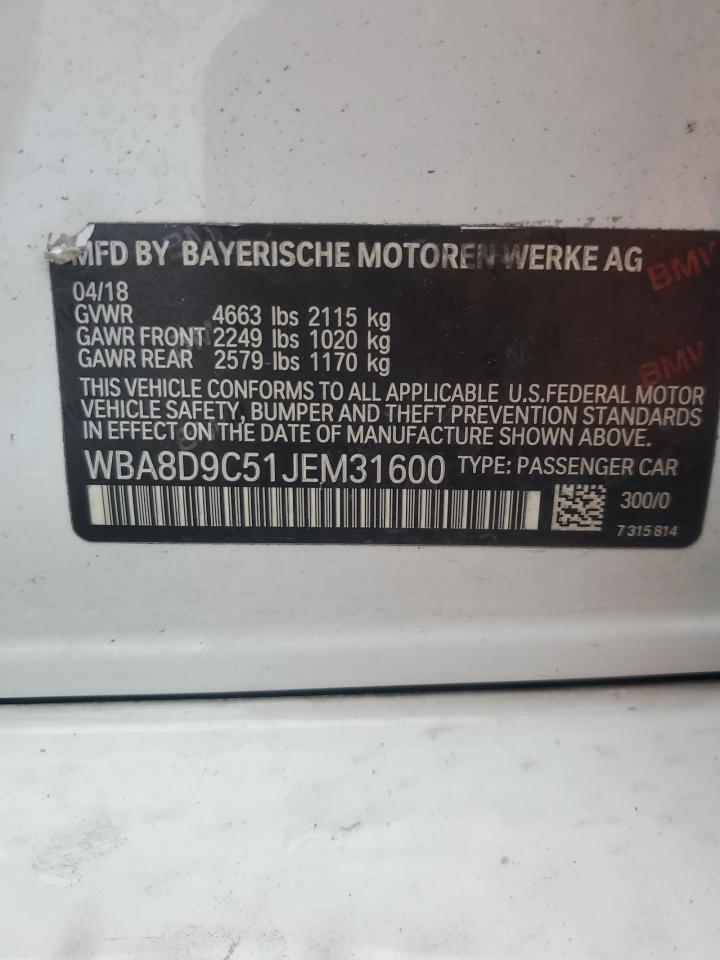 MFD BY BAYERISCHE MOTOREN WERKE AG
04/18
GVWR 4663 lbs 2115 kg
GAWR FRONT 2249 lbs 1020 kg
GAWR REAR 2579 lbs 1170 kg
THIS VEHICLE CONFORMS TO ALL APPLICABLE U.S.FEDERAL MOTOR
VEHICLE SAFETY, BUMPER AND THEFT PREVENTION STANDARDS
IN EFFECT ON THE DATE OF MANUFACTURE SHOWN ABOVE.
WBA8D9C51JEM31600 TYPE: PASSENGER CAR
300/0
7 315 814
BMW
BMW